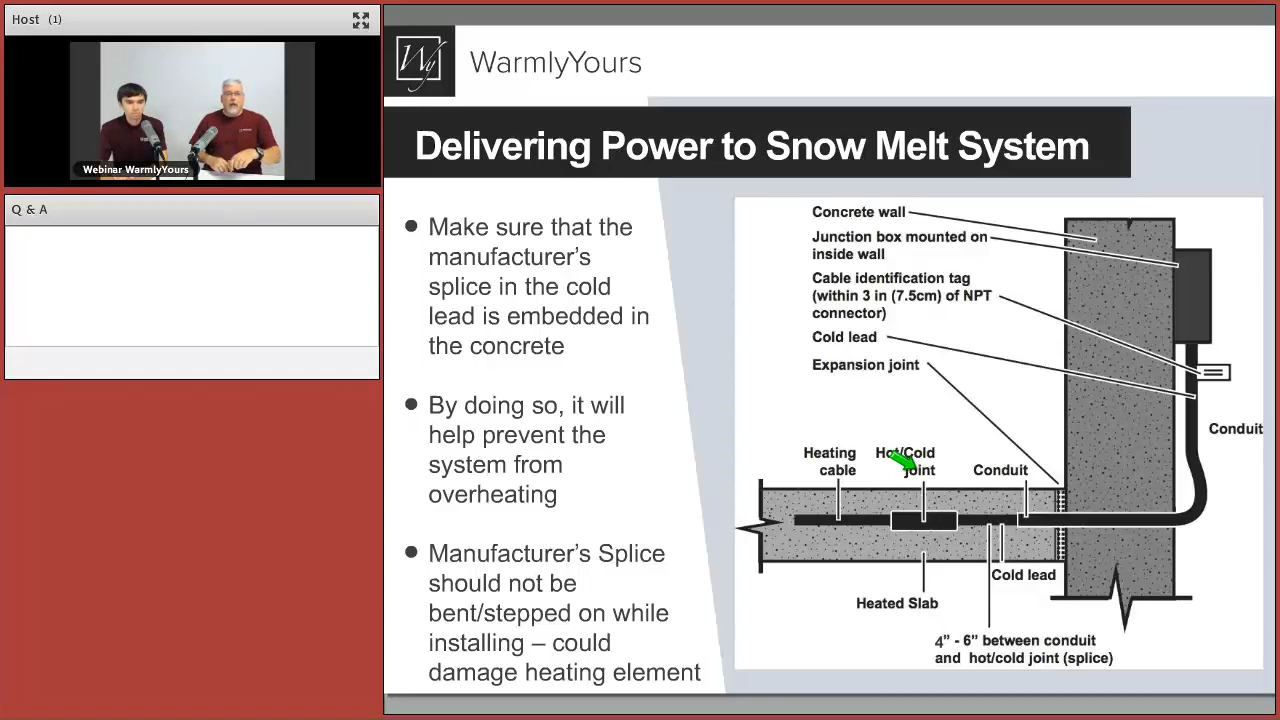 Host (1)
Webinar WarmlyYours
Q & A
Wy WarmlyYours
Delivering Power to Snow Melt System
● Make sure that the
manufacturer's
splice in the cold
lead is embedded in
the concrete
● By doing so, it will
help prevent the
system from
overheating
● Manufacturer's Splice
should not be
bent/stepped on while
installing – could
damage heating element
Concrete wall
Junction box mounted on
inside wall
Cable identification tag
(within 3 in (7.5cm) of NPT
connector)
Cold lead
Expansion joint
Conduit
Heating
cable
Hot/Cold
joint
Conduit
Cold lead
Heated Slab
4” - 6” between conduit
and hot/cold joint (splice)